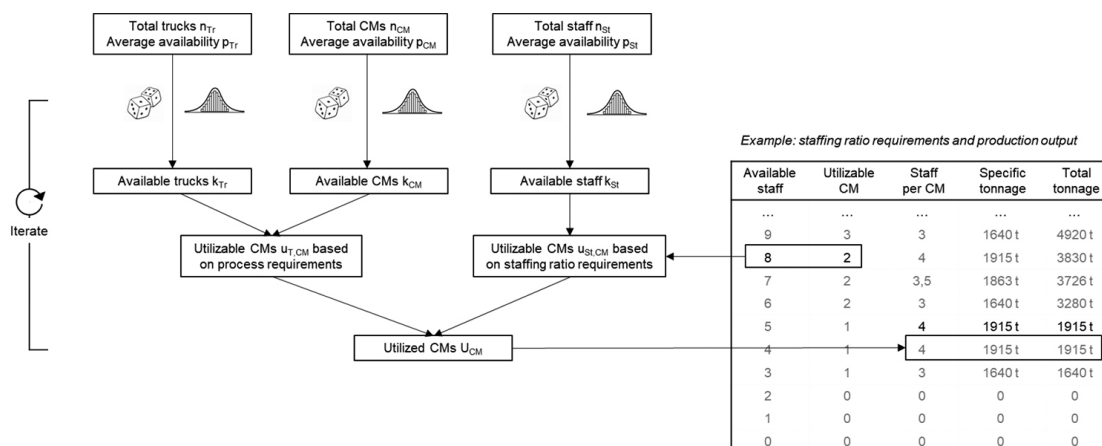 Total trucks nTr
Average availability pTr
Total CMs nCM
Average availability pCM
Total staff nSt
Average availability pSt
Iterate
Available trucks kTr
Available CMs kCM
Available staff kSt
Utilizable CMs uT,CM based
on process requirements
Utilizable CMs uSt,CM based
on staffing ratio requirements
Utilized CMs UCM
Example: staffing ratio requirements and production output
Available staff Utilizable CM Staff per CM Specific tonnage Total tonnage
... ... ... ... ...
9 3 3 1640 t 4920 t
8 2 4 1915 t 3830 t
7 2 3,5 1863 t 3726 t
6 2 3 1640 t 3280 t
5 1 4 1915 t 1915 t
4 1 4 1915 t 1915 t
3 1 3 1640 t 1640 t
2 0 0 0 0
1 0 0 0 0
0 0 0 0 0